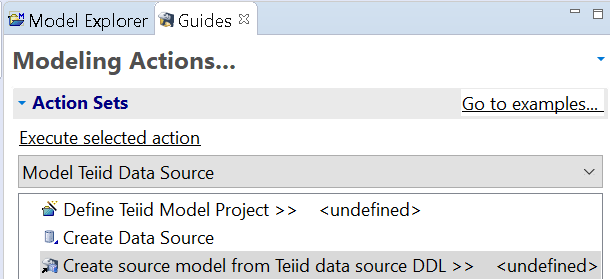 Model Explorer Guides
Modeling Actions...
Action Sets Go to examples...
Execute selected action
Model Teiid Data Source
Define Teiid Model Project >> <undefined>
Create Data Source
Create source model from Teiid data source DDL >> <undefined>